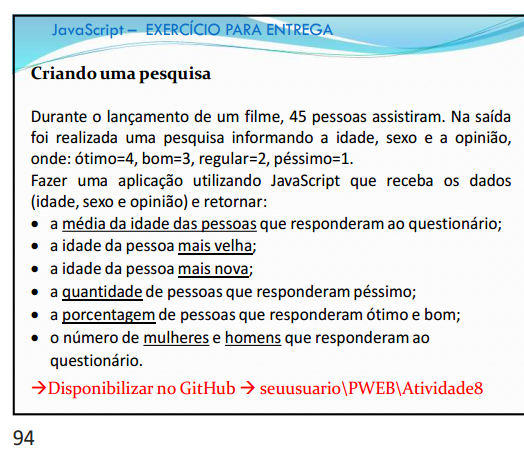 JavaScript – EXERCÍCIO PARA ENTREGA
Criando uma pesquisa
Durante o lançamento de um filme, 45 pessoas assistiram. Na saída
foi realizada uma pesquisa informando a idade, sexo e a opinião,
onde: ótimo=4, bom=3, regular=2, péssimo=1.
Fazer uma aplicação utilizando JavaScript que receba os dados
(idade, sexo e opinião) e retornar:
• a média da idade das pessoas que responderam ao questionário;
• a idade da pessoa mais velha;
• a idade da pessoa mais nova;
• a quantidade de pessoas que responderam péssimo;
• a porcentagem de pessoas que responderam ótimo e bom;
• o número de mulheres e homens que responderam ao
questionário.
→Disponibilizar no GitHub → seuusuario\PWEB\Atividade8
94